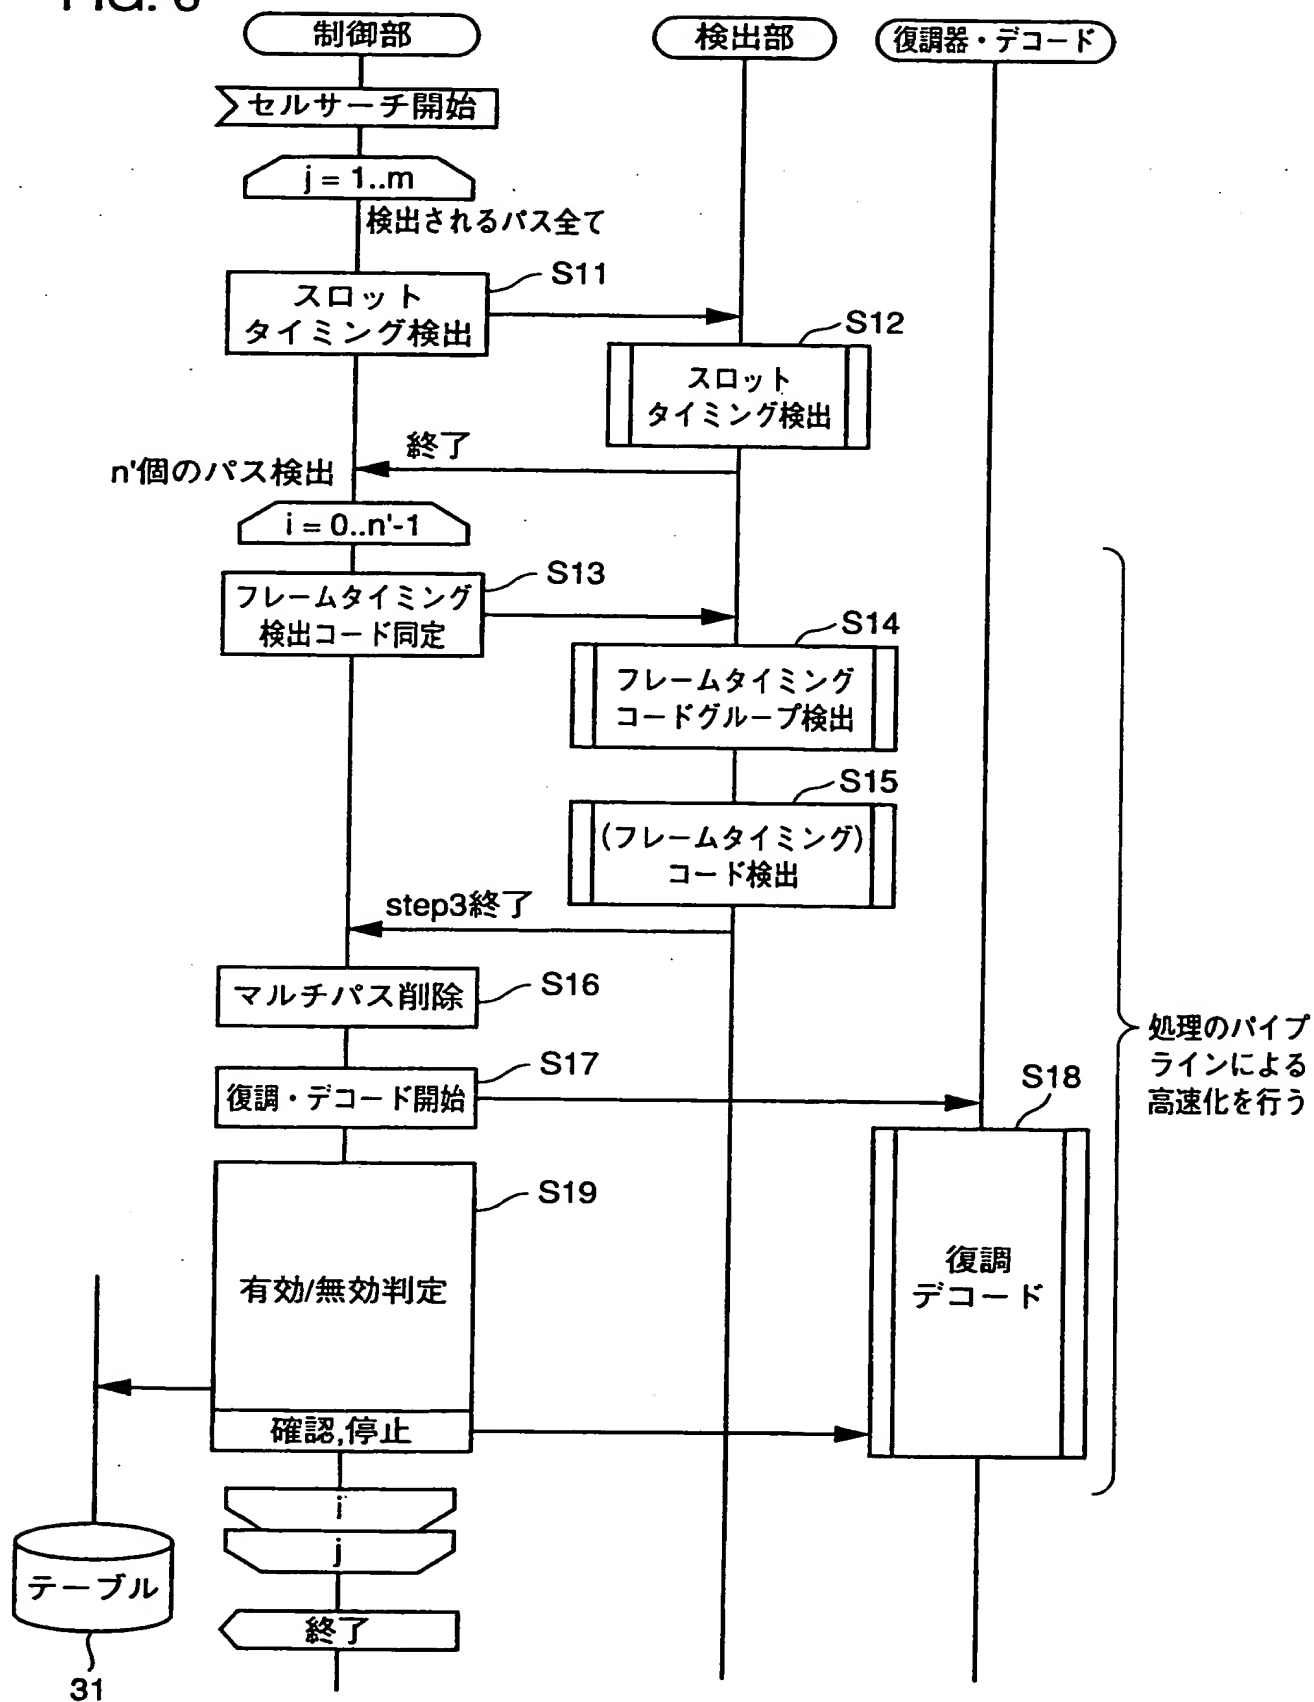 制御部
検出部
復調器・デコード
セルサーチ開始
j = 1..m
検出されるパス全て
スロット
タイミング検出
S11
S12
スロット
タイミング検出
終了
n'個のパス検出
i = 0..n'-1
フレームタイミング
検出コード同定
S13
S14
フレームタイミング
コードグループ検出
S15
(フレームタイミング)
コード検出
step3終了
マルチパス削除
S16
復調・デコード開始
S17
S18
処理のパイプ
ラインによる
高速化を行う
S19
有効/無効判定
復調
デコード
確認,停止
i
j
テーブル
終了
31